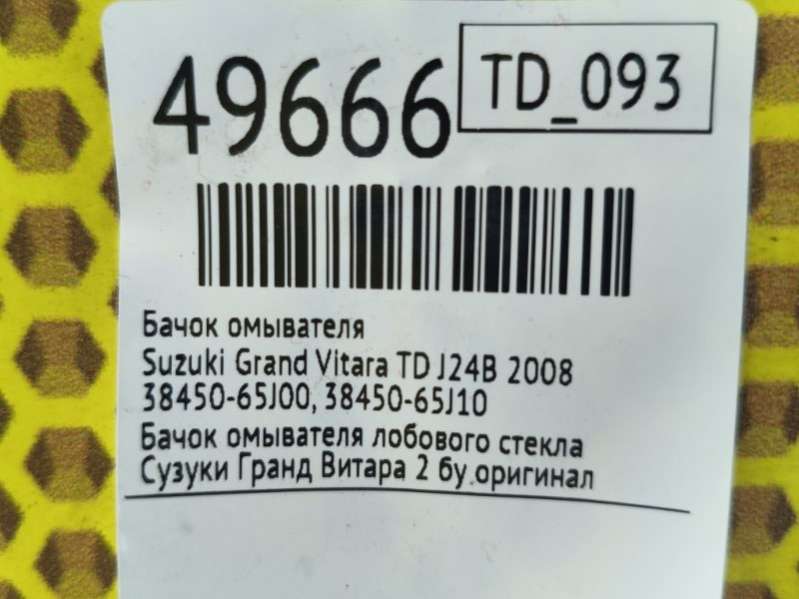 49666
TD_093
Бачок омывателя
Suzuki Grand Vitara TD J24B 2008
38450-65J00, 38450-65J10
Бачок омывателя лобового стекла
Сузуки Гранд Витара 2 бу оригинал